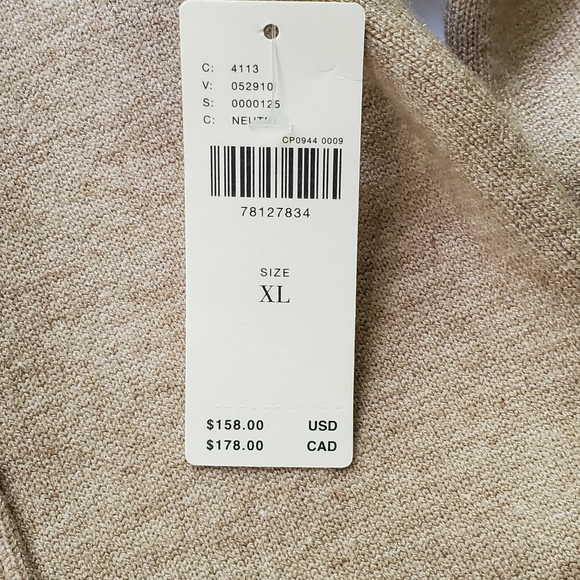 C: 4113
V: 052910
S: 0000125
C:
CP0944 0009
78127834
SIZE
XL
$158.00 USD
$178.00 CAD